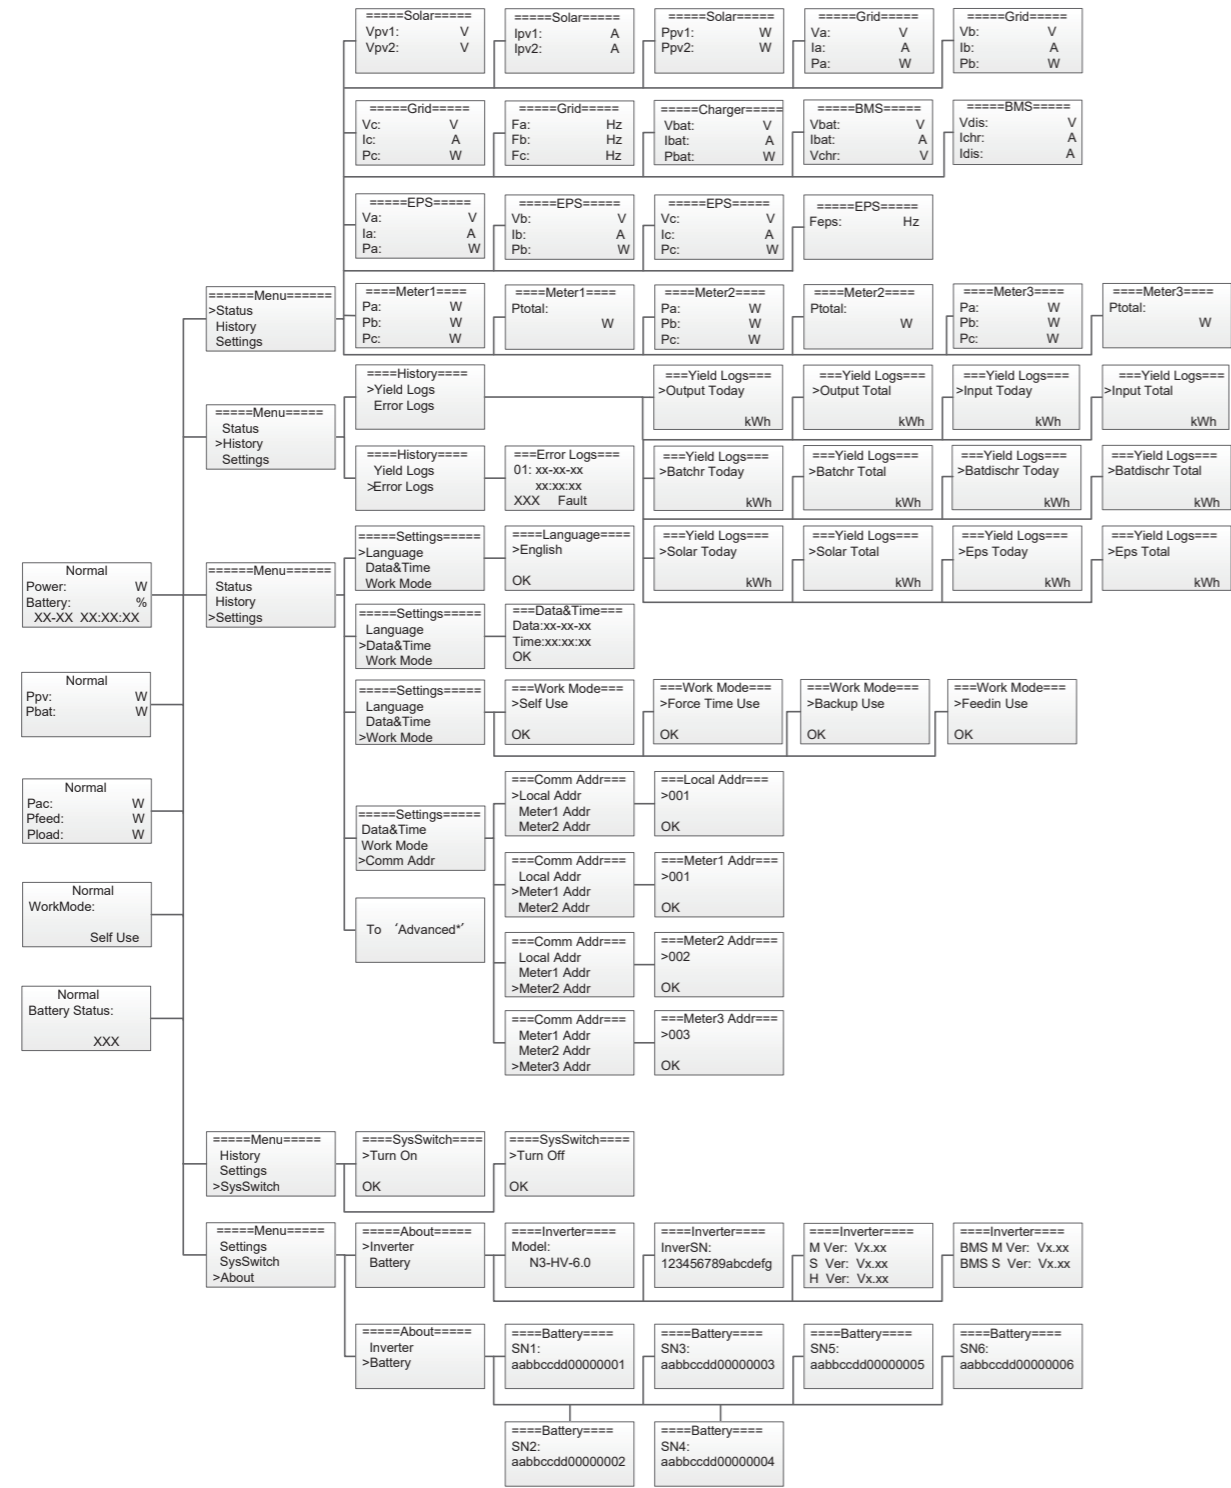 =====Solar=====
Vpv1: V
Vpv2: V
=====Solar=====
Ipv1: A
Ipv2: A
=====Solar=====
Ppv1: W
Ppv2: W
=====Grid=====
Va: V
Ia: A
Pa: W
=====Grid=====
Vb: V
Ib: A
Pb: W
=====Grid=====
Vc: V
Ic: A
Pc: W
=====Grid=====
Fa: Hz
Fb: Hz
Fc: Hz
=====Charger=====
Vbat: V
Ibat: A
Pbat: W
=====BMS=====
Vbat: V
Ibat: A
Vchr: V
=====BMS=====
Vdis: V
Ichr: A
Idis: A
=====EPS=====
Va: V
Ia: A
Pa: W
=====EPS=====
Vb: V
Ib: A
Pb: W
=====EPS=====
Vc: V
Ic: A
Pc: W
=====EPS=====
Feps: Hz
======Menu======
>Status
History
Settings
====Meter1====
Pa: W
Pb: W
Pc: W
====Meter1====
Ptotal:
W
====Meter2====
Pa: W
Pb: W
Pc: W
====Meter2====
Ptotal:
W
====Meter3====
Pa: W
Pb: W
Pc: W
====Meter3====
Ptotal:
W
=====Menu=====
Status
>History
Settings
====History====
>Yield Logs
Error Logs
===Yield Logs===
>Output Today
kWh
===Yield Logs===
>Output Total
kWh
===Yield Logs===
>Input Today
kWh
===Yield Logs===
>Input Total
kWh
====History====
Yield Logs
>Error Logs
===Error Logs===
01: xx-xx-xx
xx:xx:xx
XXX Fault
===Yield Logs===
>Batchr Today
kWh
===Yield Logs===
>Batchr Total
kWh
===Yield Logs===
>Batdischr Today
kWh
===Yield Logs===
>Batdischr Total
kWh
===Yield Logs===
>Solar Today
kWh
===Yield Logs===
>Solar Total
kWh
===Yield Logs===
>Eps Today
kWh
===Yield Logs===
>Eps Total
kWh
Normal
Power: W
Battery: %
XX-XX XX:XX:XX
======Menu======
Status
History
>Settings
=====Settings=====
>Language
Data&Time
Work Mode
====Language====
>English
OK
=====Settings=====
Language
>Data&Time
Work Mode
===Data&Time===
Data:xx-xx-xx
Time:xx:xx:xx
OK
Normal
Ppv: W
Pbat: W
=====Settings=====
Language
Data&Time
>Work Mode
===Work Mode===
>Self Use
OK
===Work Mode===
>Force Time Use
OK
===Work Mode===
>Backup Use
OK
===Work Mode===
>Feedin Use
OK
Normal
Pac: W
Pfeed: W
Pload: W
=====Settings=====
Data&Time
Work Mode
>Comm Addr
===Comm Addr===
>Local Addr
Meter1 Addr
Meter2 Addr
===Local Addr===
>001
OK
===Comm Addr===
Local Addr
>Meter1 Addr
Meter2 Addr
===Meter1 Addr===
>001
OK
Normal
WorkMode:
Self Use
To ‘Advanced*’
===Comm Addr===
Local Addr
Meter1 Addr
>Meter2 Addr
===Meter2 Addr===
>002
OK
Normal
Battery Status:
XXX
===Comm Addr===
Meter1 Addr
Meter2 Addr
>Meter3 Addr
===Meter3 Addr===
>003
OK
=====Menu=====
History
Settings
>SysSwitch
====SysSwitch====
>Turn On
OK
====SysSwitch====
>Turn Off
OK
=====Menu=====
Settings
SysSwitch
>About
=====About=====
>Inverter
Battery
====Inverter====
Model:
N3-HV-6.0
====Inverter====
InverSN:
123456789abcdefg
====Inverter====
M Ver: Vx.xx
S Ver: Vx.xx
H Ver: Vx.xx
====Inverter====
BMS M Ver: Vx.xx
BMS S Ver: Vx.xx
=====About=====
Inverter
>Battery
====Battery====
SN1:
aabbccdd00000001
====Battery====
SN3:
aabbccdd00000003
====Battery====
SN5:
aabbccdd00000005
====Battery====
SN6:
aabbccdd00000006
====Battery====
SN2:
aabbccdd00000002
====Battery====
SN4:
aabbccdd00000004